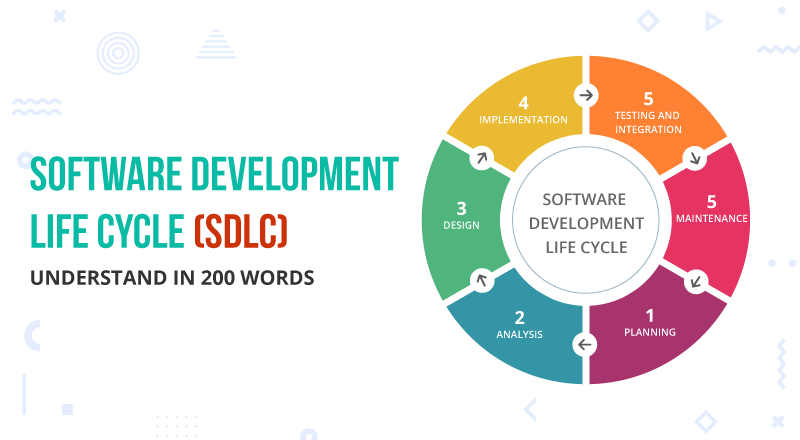 SOFTWARE DEVELOPMENT
LIFE CYCLE (SDLC)
UNDERSTAND IN 200 WORDS
4
IMPLEMENTATION
5
TESTING AND
INTEGRATION
3
DESIGN
SOFTWARE
DEVELOPMENT
LIFE CYCLE
5
MAINTENANCE
2
ANALYSIS
1
PLANNING